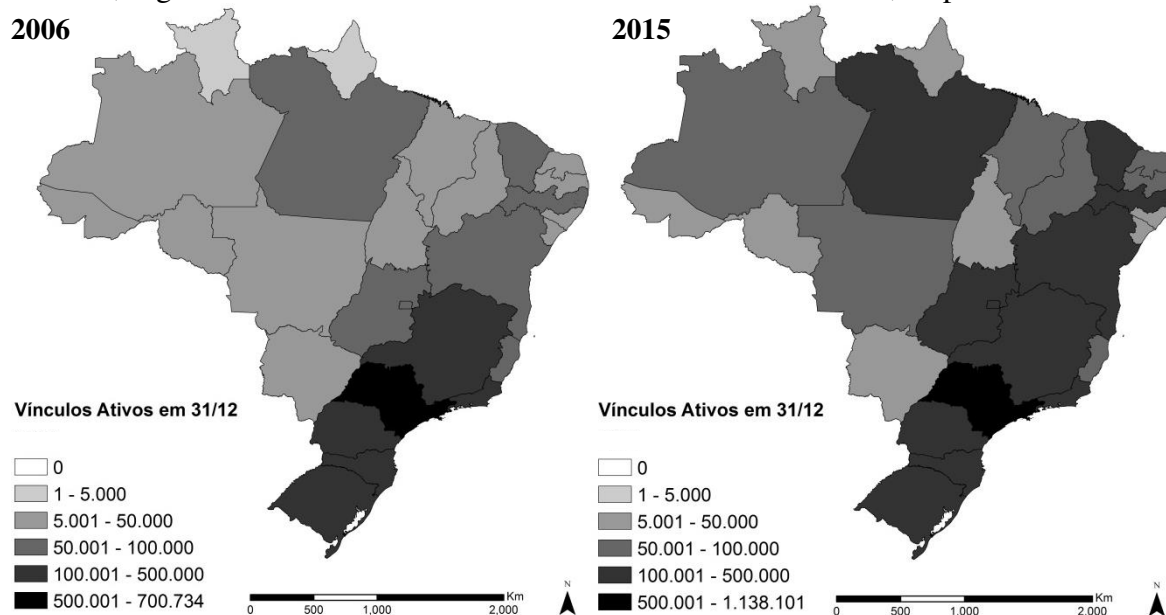 2006
2015
Vínculos Ativos em 31/12
0
1 - 5.000
5.001 - 50.000
50.001 - 100.000
100.001 - 500.000
500.001 - 700.734
Km
0 500 1.000 2.000
N
Vínculos Ativos em 31/12
0
1 - 5.000
5.001 - 50.000
50.001 - 100.000
100.001 - 500.000
500.001 - 1.138.101
Km
0 500 1.000 2.000
N